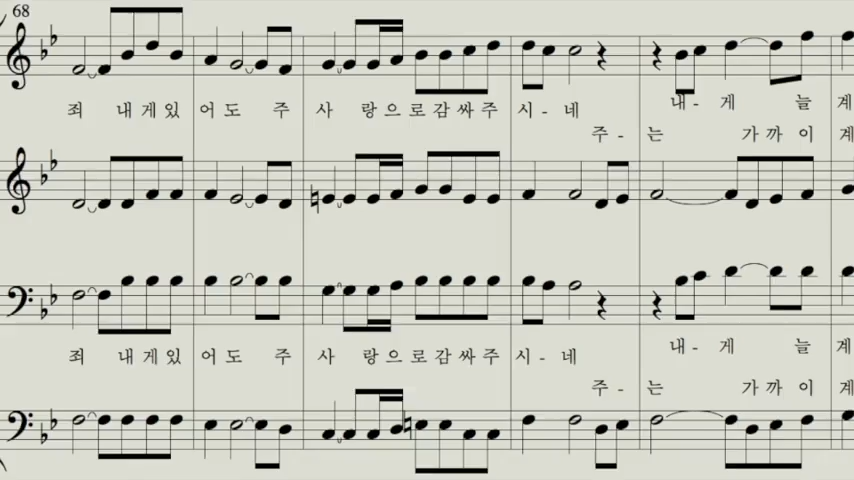 68
죄 내게있 어도 주 사 랑으로감싸주 시-네 내-게 늘 계
주-는 가까이 계
죄 내게있 어도 주 사 랑으로감싸주 시-네 내-게 늘 계
주-는 가까이 계